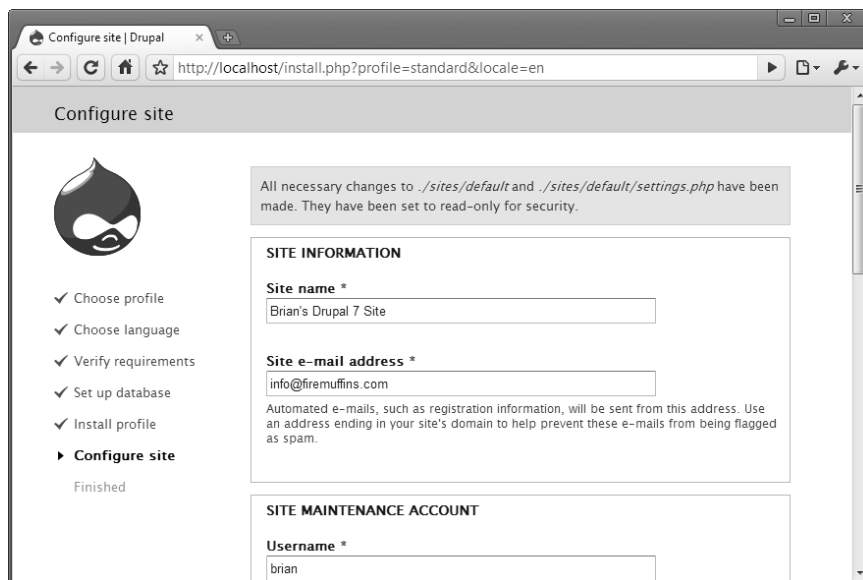 Configure site | Drupal
http://localhost/install.php?profile=standard&locale=en
Configure site
All necessary changes to ./sites/default and ./sites/default/settings.php have been
made. They have been set to read-only for security.
SITE INFORMATION
Site name *
Brian's Drupal 7 Site
Site e-mail address *
info@firemuffins.com
Automated e-mails, such as registration information, will be sent from this address. Use
an address ending in your site's domain to help prevent these e-mails from being flagged
as spam.
Choose profile
Choose language
Verify requirements
Set up database
Install profile
Configure site
Finished
SITE MAINTENANCE ACCOUNT
Username *
brian